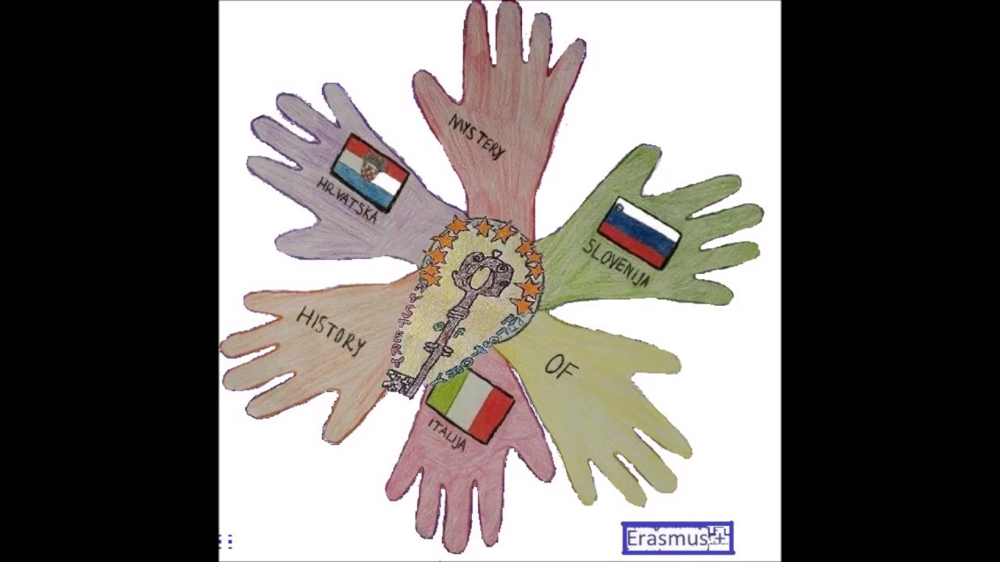 MYSTERY
HRVATSKA
SLOVENIJA
HISTORY
OF
MYSTERY
OF
HISTORY
ITALIJA
Erasmus+